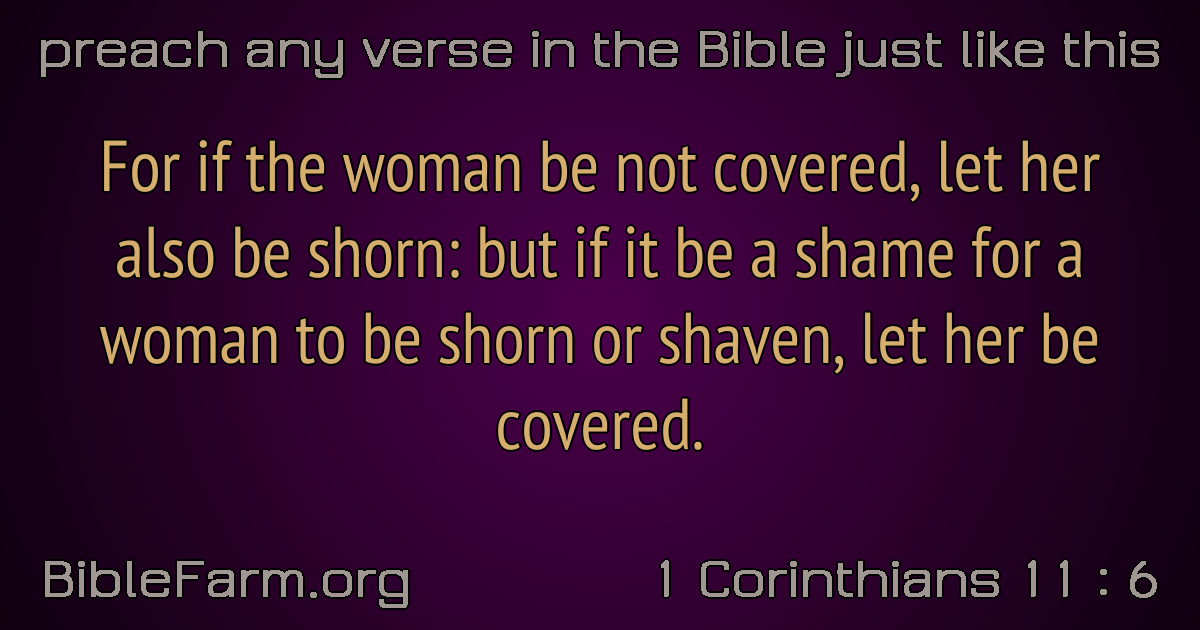 preach any verse in the Bible just like this
For if the woman be not covered, let her
also be shorn: but if it be a shame for a
woman to be shorn or shaven, let her be
covered.
BibleFarm.org
1 Corinthians 11 : 6